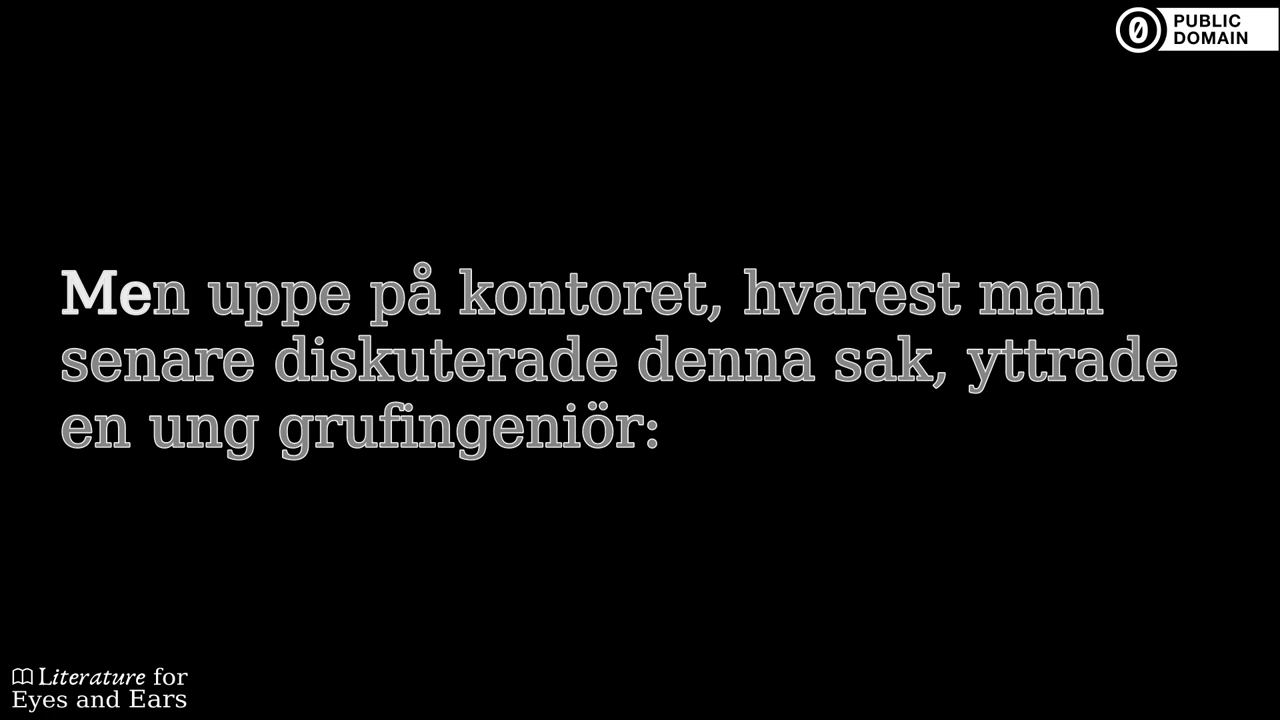 PUBLIC
DOMAIN
Men uppe på kontoret, hvarest man
senare diskuterade denna sak, yttrade
en ung grufingeniör:
Literature for
Eyes and Ears